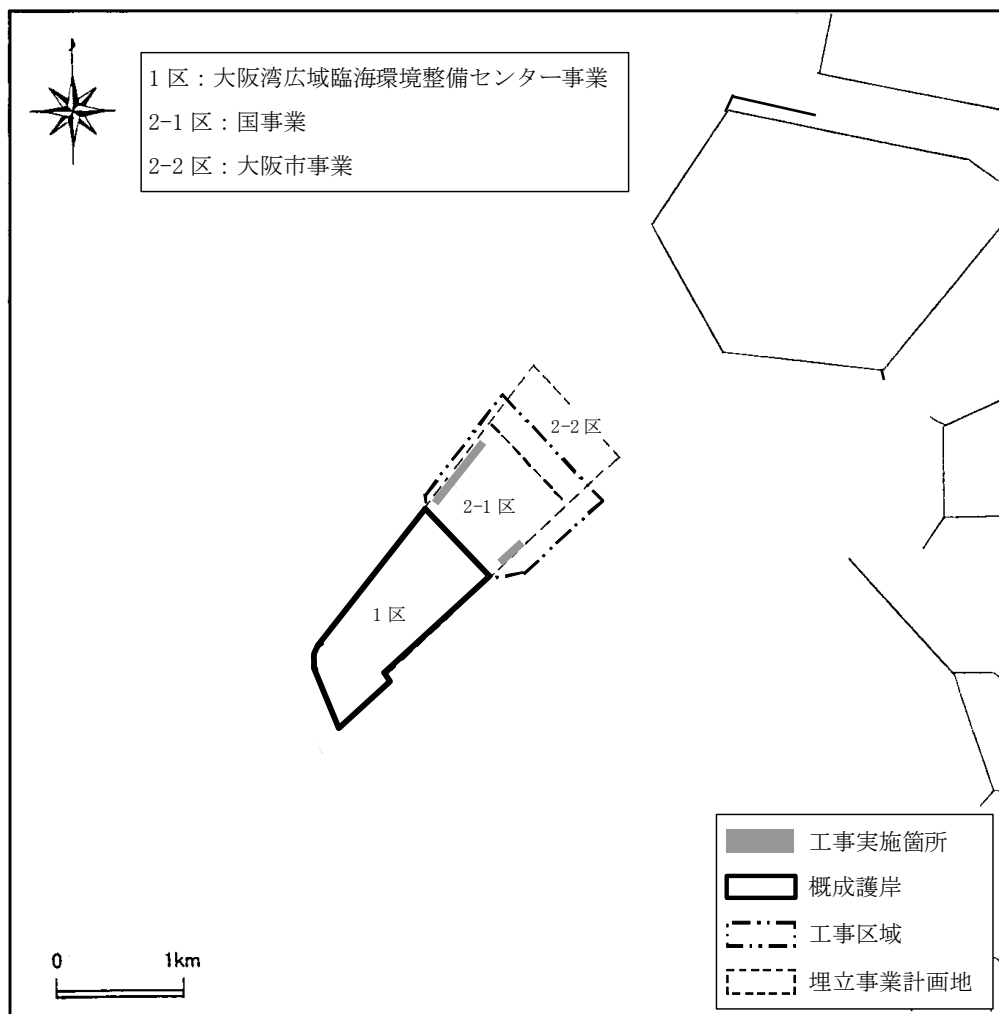 1 区：大阪湾広域臨海環境整備センター事業
2-1 区：国事業
2-2 区：大阪市事業
2-2 区
2-1 区
1 区
工事実施箇所
概成護岸
工事区域
埋立事業計画地
0 1km